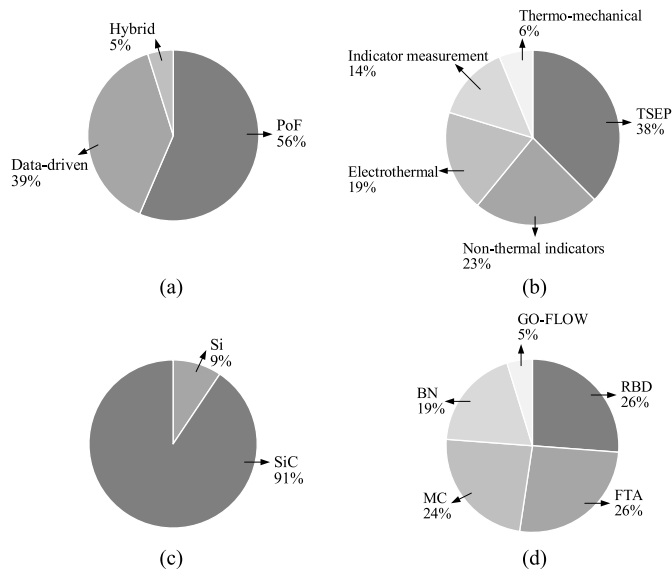 Hybrid
5%
PoF
56%
Data-driven
39%
(a)
Thermo-mechanical
6%
Indicator measurement
14%
TSEP
38%
Electrothermal
19%
Non-thermal indicators
23%
(b)
Si
9%
SiC
91%
(c)
GO-FLOW
5%
BN
19%
RBD
26%
MC
24%
FTA
26%
(d)